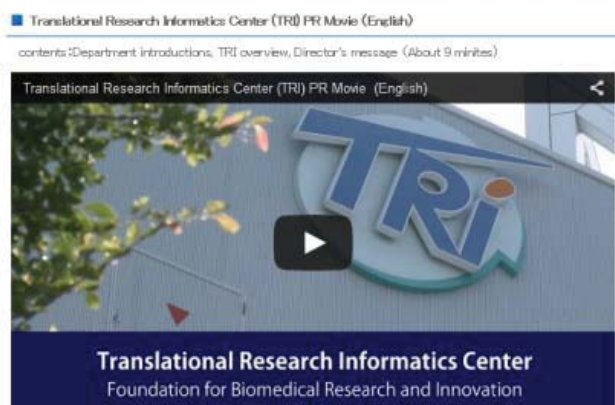 Translational Research Informatics Center (TRI) PR Movie (English)
contents:Department introductions, TRI overview, Director's message (About 9 minites)
Translational Research Informatics Center (TRI) PR Movie (English)
TRi
Translational Research Informatics Center
Foundation for Biomedical Research and Innovation